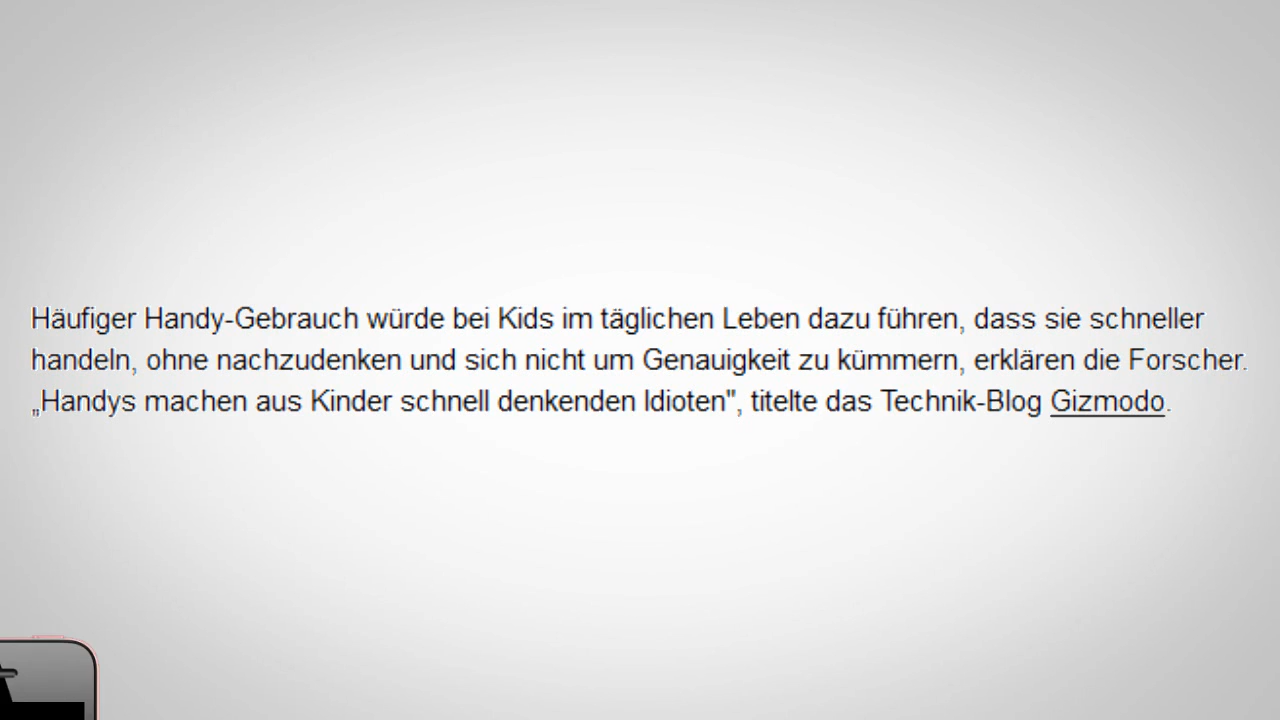 Häufiger Handy-Gebrauch würde bei Kids im täglichen Leben dazu führen, dass sie schneller
handeln, ohne nachzudenken und sich nicht um Genauigkeit zu kümmern, erklären die Forscher.
„Handys machen aus Kinder schnell denkenden Idioten", titelte das Technik-Blog Gizmodo.